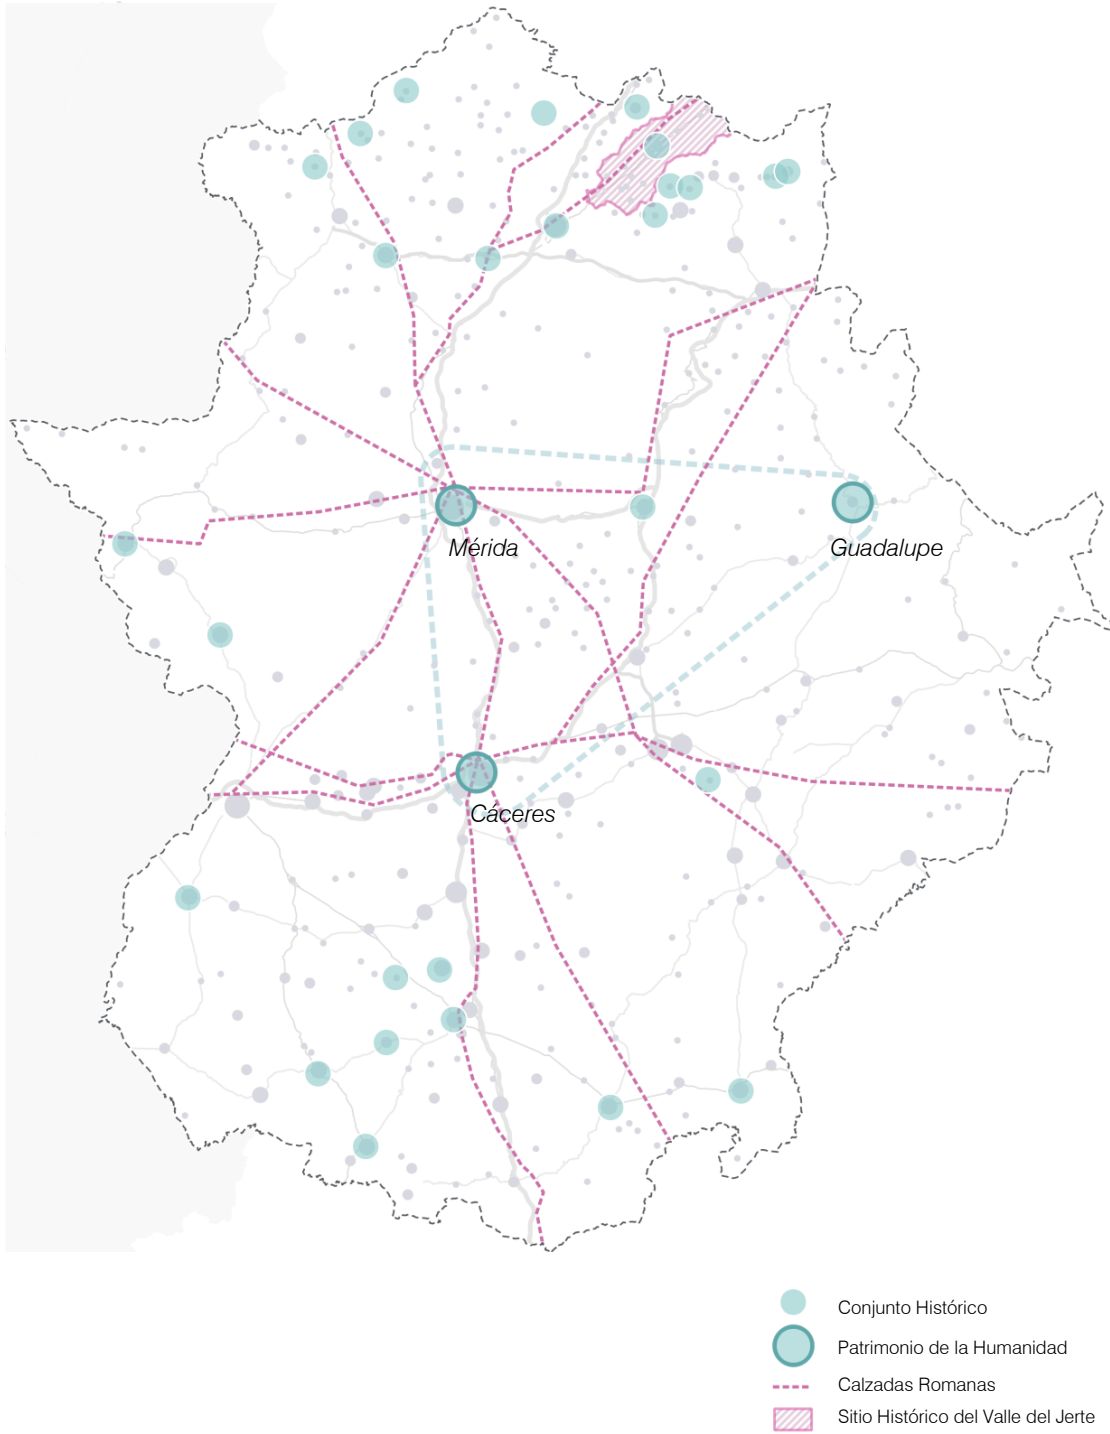 Mérida
Guadalupe
Cáceres
Conjunto Histórico
Patrimonio de la Humanidad
Calzadas Romanas
Sitio Histórico del Valle del Jerte